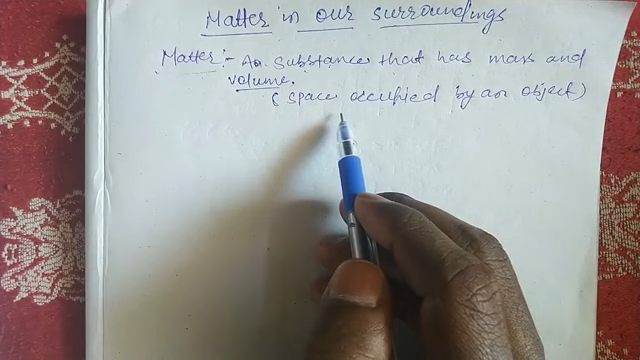 Matter in our surroundings
Matter:- An Substance that has mass and
volume.
( space occupied by an object)